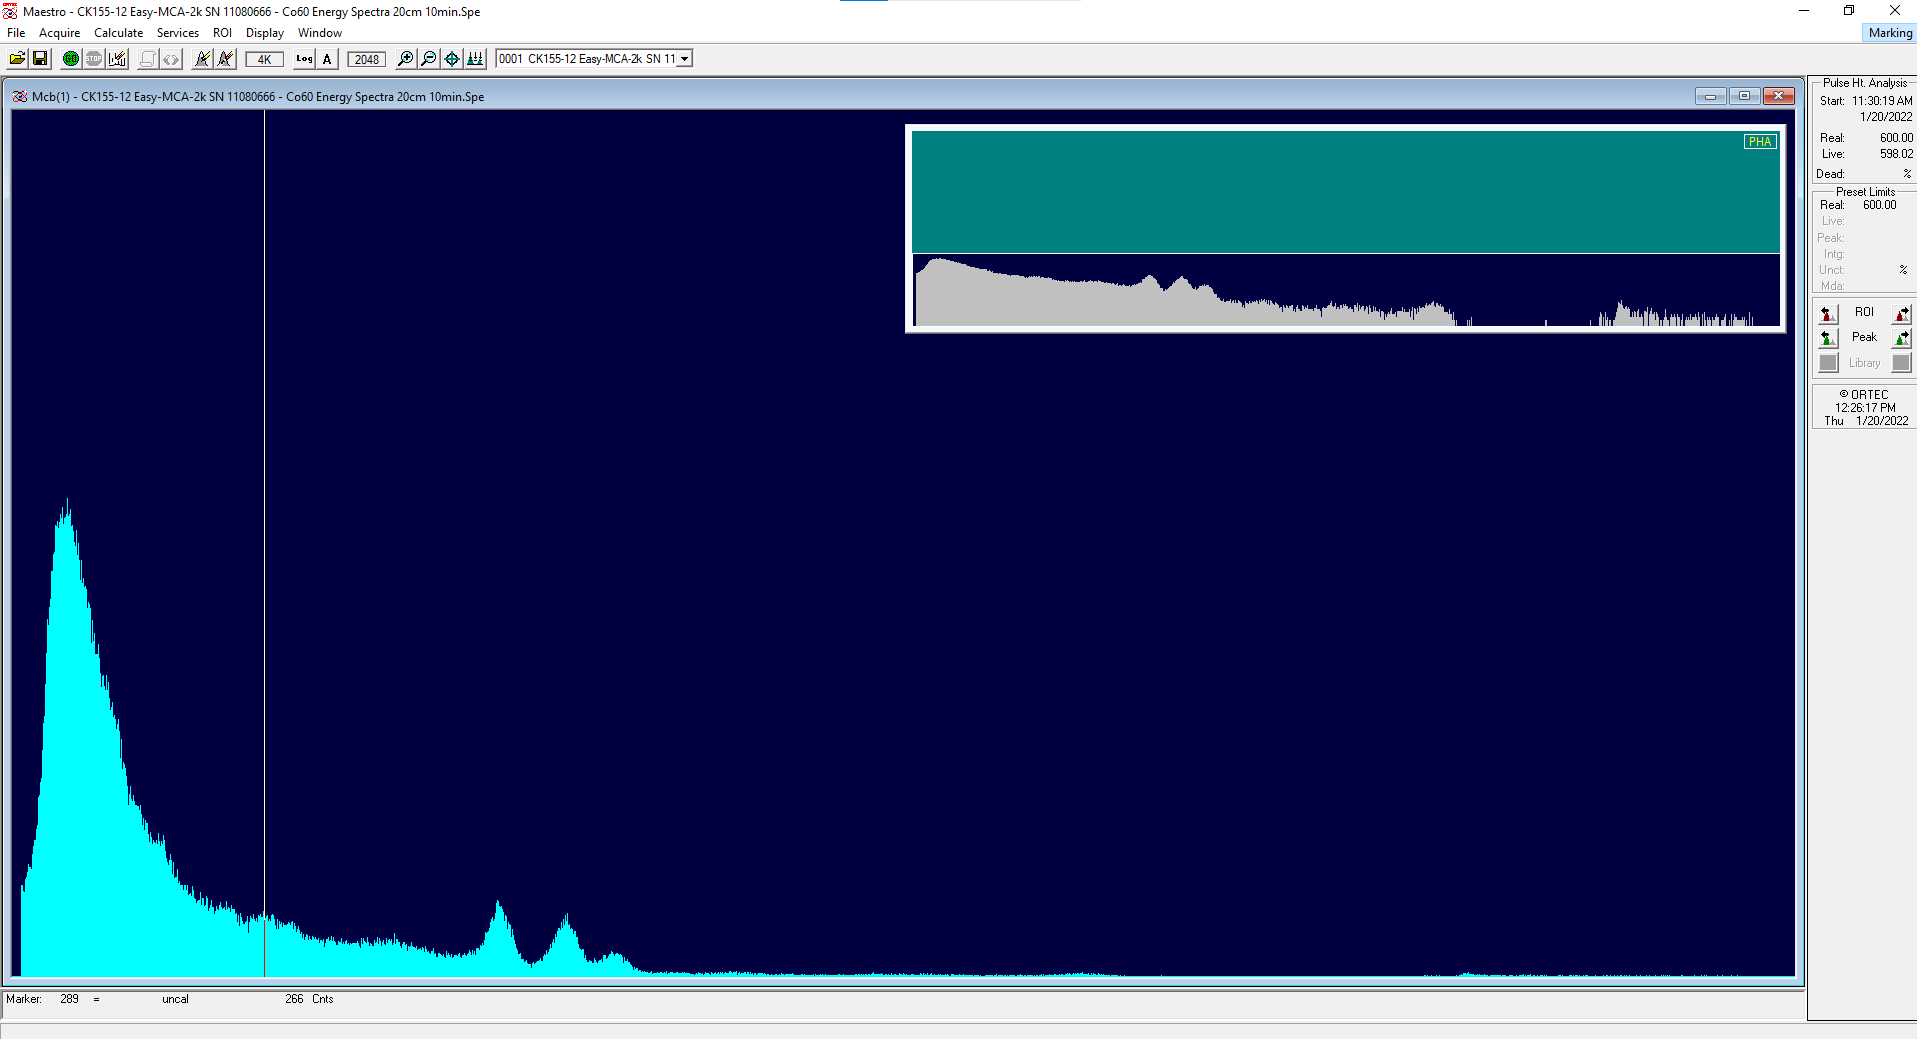 Maestro - CK155-12 Easy-MCA SN 11080666 - Co60 Energy Spectra 20cm 10min.Spe
File Acquire Calculate Services ROI Display Window
Marking
GO STOP 4K Log A 2048 0001 CK155-12 Easy-MCA-2k SN 11
Mcb(1) - CK155-12 Easy-MCA-2k SN 11080666 - Co60 Energy Spectra 20cm 10min.Spe
PHA
Pulse Ht. Analysis
Start: 11:30:19 AM
1/20/2022
Real: 600.00
Live: 598.02
Dead: %
Preset Limits
Real: 600.00
Live:
Peak:
Intg:
Unct: %
Mda:
ROI
Peak
Library
© ORTEC
12:26:17 PM
Thu 1/20/2022
Marker: 289 = uncal 266 Cnts